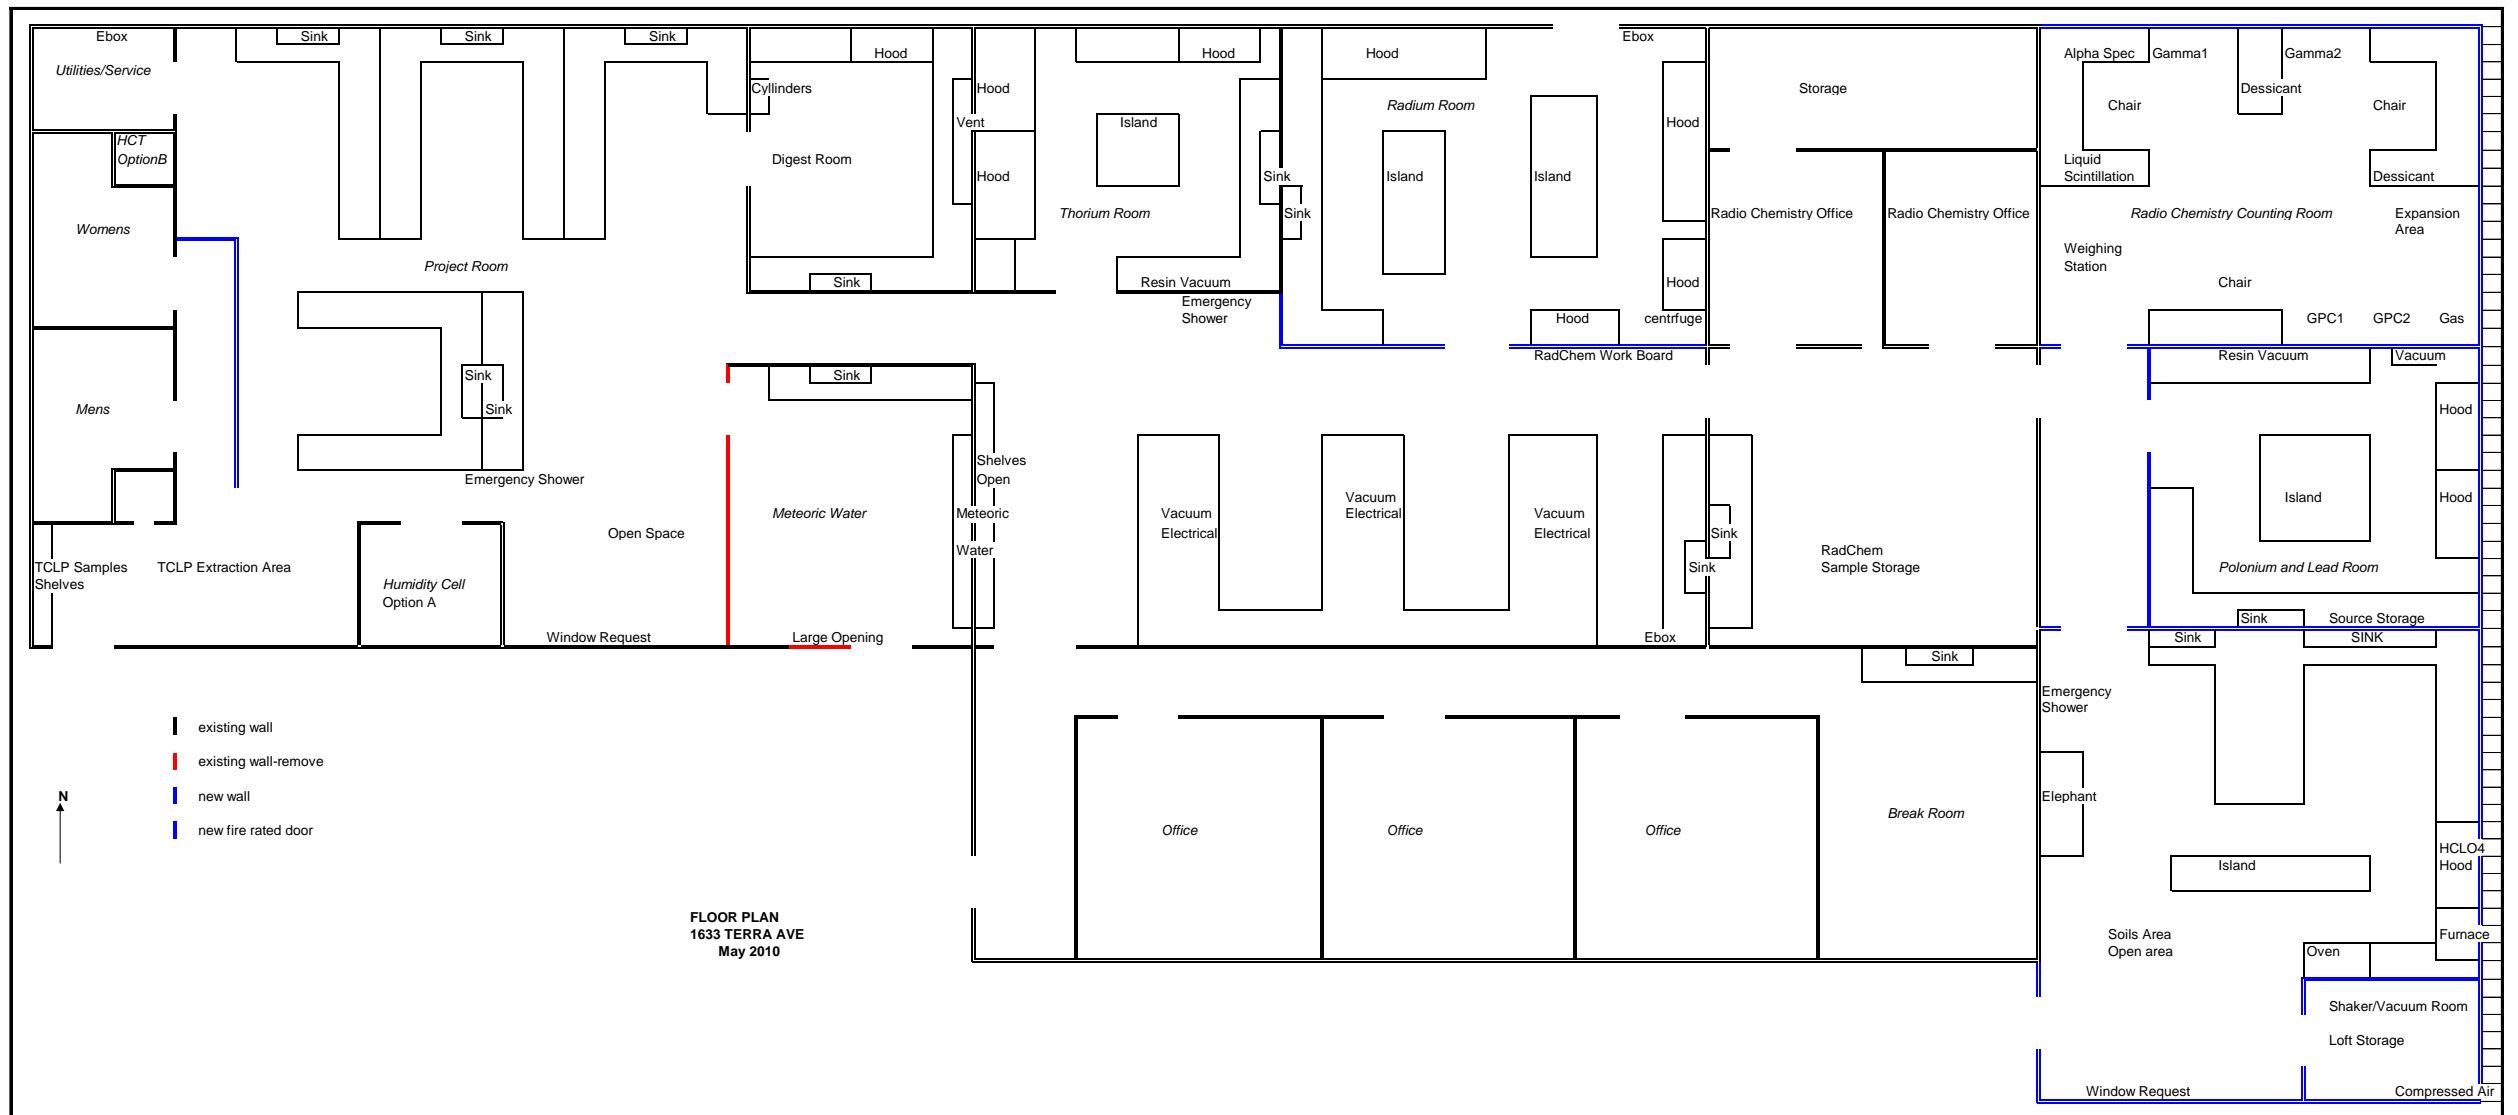 Ebox
Utilities/Service
HCT
OptionB
Womens
Mens
TCLP Samples
Shelves
TCLP Extraction Area
Sink
Sink
Sink
Project Room
Sink
Sink
Emergency Shower
Humidity Cell
Option A
Open Space
Window Request
Hood
Cyllinders
Vent
Digest Room
Sink
Sink
Meteoric Water
Large Opening
Shelves
Open
Meteoric
Water
Hood
Hood
Hood
Island
Thorium Room
Sink
Sink
Resin Vacuum
Emergency
Shower
Hood
Radium Room
Island
Island
Ebox
Hood
Hood
Hood
centrfuge
RadChem Work Board
Vacuum
Electrical
Vacuum
Electrical
Vacuum
Electrical
Sink
Sink
Ebox
Storage
Radio Chemistry Office
Radio Chemistry Office
RadChem
Sample Storage
Alpha Spec
Gamma1
Gamma2
Dessicant
Chair
Chair
Liquid
Scintillation
Dessicant
Radio Chemistry Counting Room
Expansion
Area
Weighing
Station
Chair
GPC1
GPC2
Gas
Resin Vacuum
Vacuum
Hood
Hood
Island
Polonium and Lead Room
Sink
Source Storage
Sink
SINK
Sink
Emergency
Shower
Elephant
Office
Office
Office
Break Room
Island
HCLO4
Hood
Furnace
Soils Area
Open area
Oven
Shaker/Vacuum Room
Loft Storage
Window Request
Compressed Air
existing wall
existing wall-remove
new wall
new fire rated door
N
FLOOR PLAN
1633 TERRA AVE
May 2010